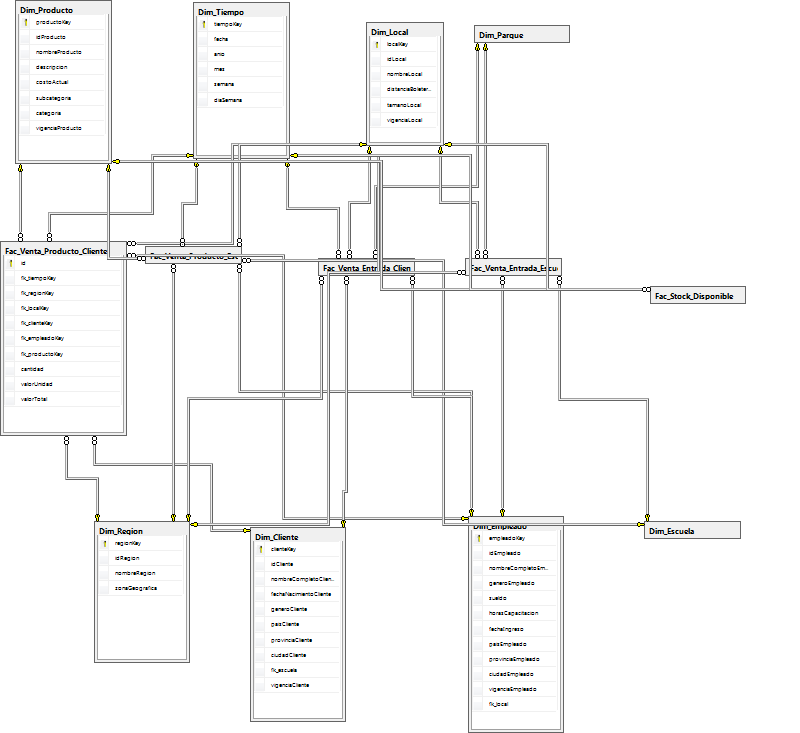 Dim_Producto
productoKey
idProducto
nombreProducto
descripcion
costoActual
subcategoria
categoria
vigenciaProducto
Dim_Tiempo
tiempoKey
fecha
anio
mes
semana
diaSemana
Dim_Local
localKey
idLocal
nombreLocal
distanciaBoleter..
tamanoLocal
vigenciaLocal
Dim_Parque
Fac_Venta_Producto_Cliente
id
fk_tiempoKey
fk_regionKey
fk_localKey
fk_clienteKey
fk_empleadoKey
fk_productoKey
cantidad
valorUnidad
valorTotal
Fac_Venta_Producto_Esc
Fac_Venta_Entrada_Clien
Fac_Venta_Entrada_Escu
Fac_Stock_Disponible
Dim_Region
regionKey
idRegion
nombreRegion
zonaGeografica
Dim_Cliente
clienteKey
idCliente
nombreCompletoClien..
fechaNacimientoCliente
generoCliente
paisCliente
provinciaCliente
ciudadCliente
fk_escuela
vigenciaCliente
Dim_Empleado
empleadoKey
idEmpleado
nombreCompletoEm..
generoEmpleado
sueldo
horasCapacitacion
fechaIngreso
paisEmpleado
provinciaEmpleado
ciudadEmpleado
vigenciaEmpleado
fk_local
Dim_Escuela